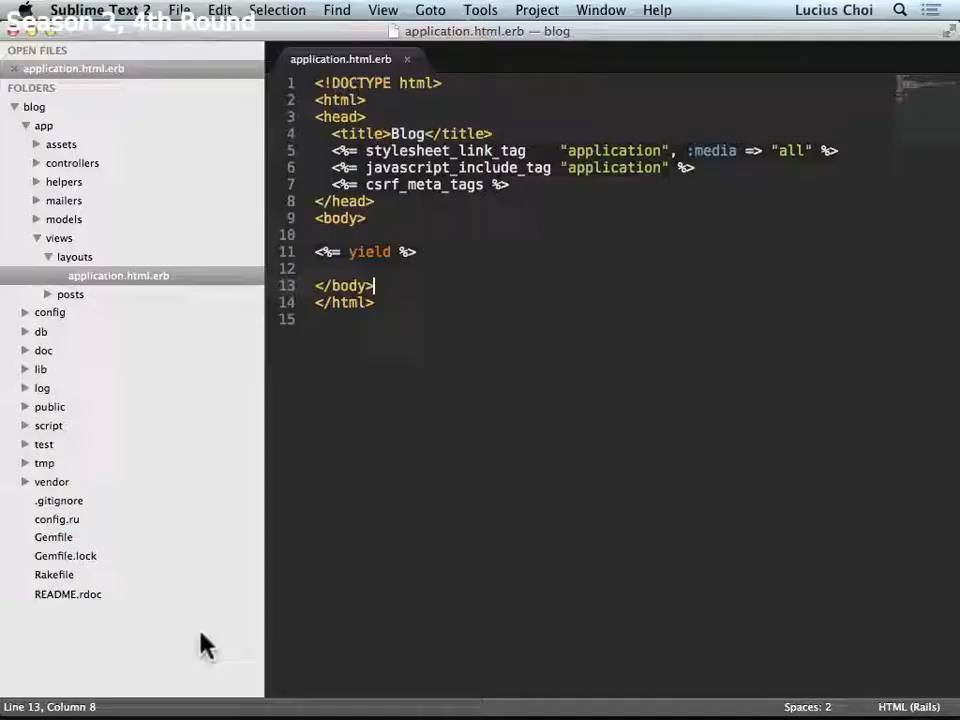 Sublime Text 2 File Edit Selection Find View Goto Tools Project Window Help Lucius Choi
Season 2, 4th Round
application.html.erb — blog
OPEN FILES
application.html.erb
FOLDERS
blog
app
assets
controllers
helpers
mailers
models
views
layouts
application.html.erb
posts
config
db
doc
lib
log
public
script
test
tmp
vendor
.gitignore
config.ru
Gemfile
Gemfile.lock
Rakefile
README.rdoc
application.html.erb
1 <!DOCTYPE html>
2 <html>
3 <head>
4 <title>Blog</title>
5 <%= stylesheet_link_tag    "application", :media => "all" %>
6 <%= javascript_include_tag "application" %>
7 <%= csrf_meta_tags %>
8 </head>
9 <body>
10
11 <%= yield %>
12
13 </body>
14 </html>
15
Line 13, Column 8 Spaces: 2 HTML (Rails)